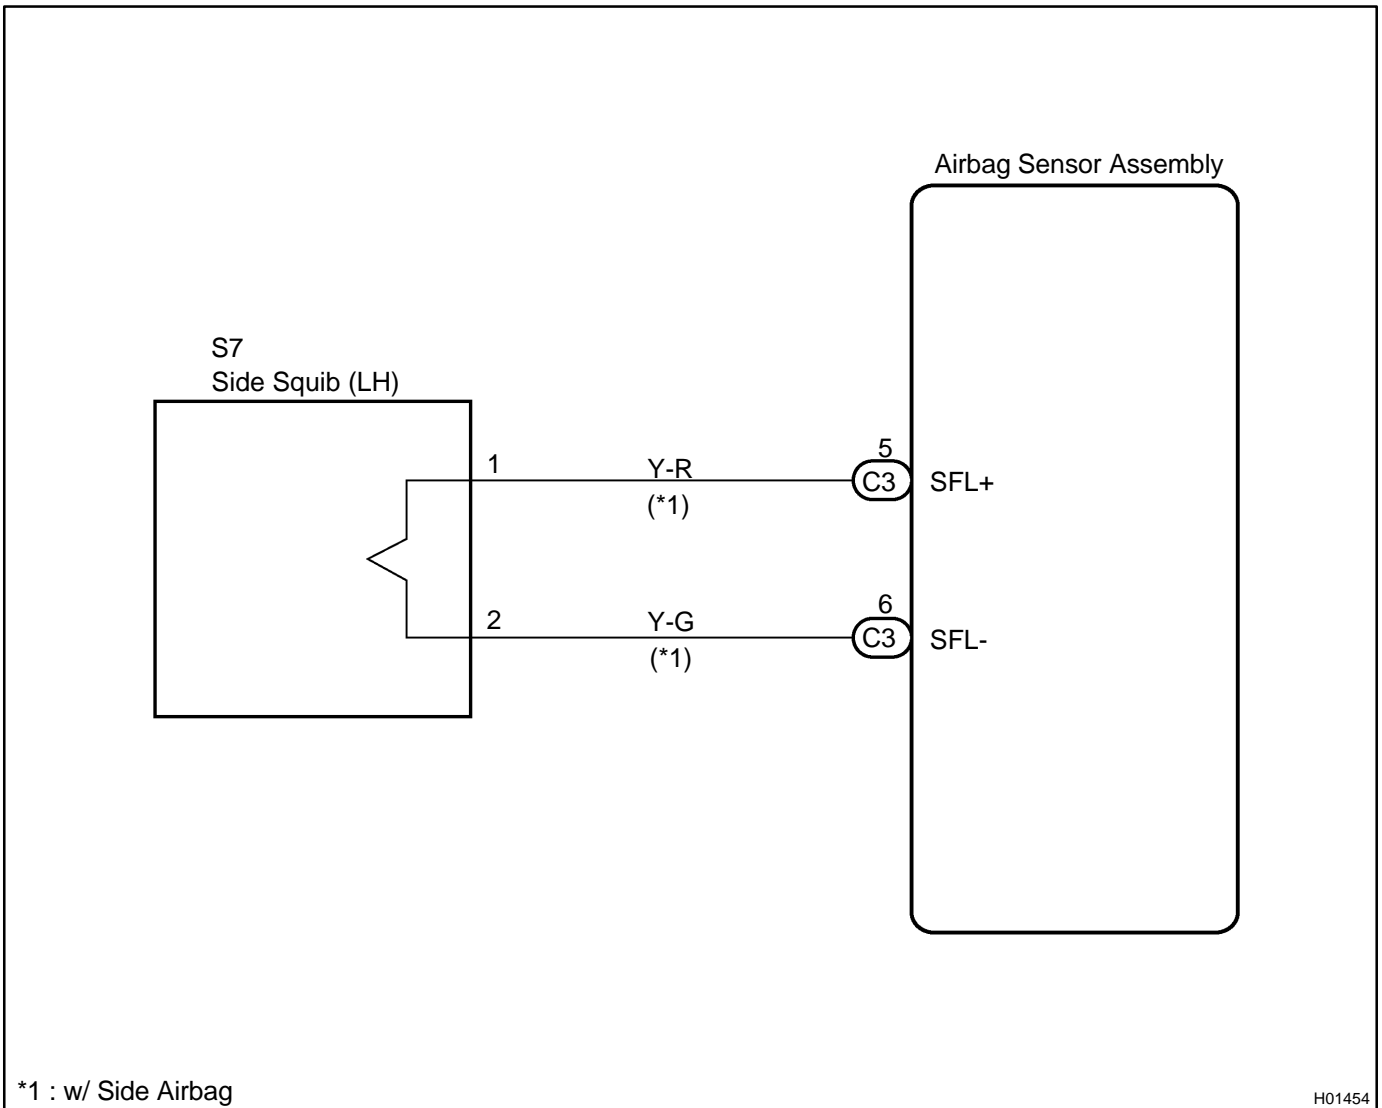 Airbag Sensor Assembly
S7
Side Squib (LH)
1
Y-R
(*1)
5
C3
SFL+
2
Y-G
(*1)
6
C3
SFL-
*1 : w/ Side Airbag
H01454